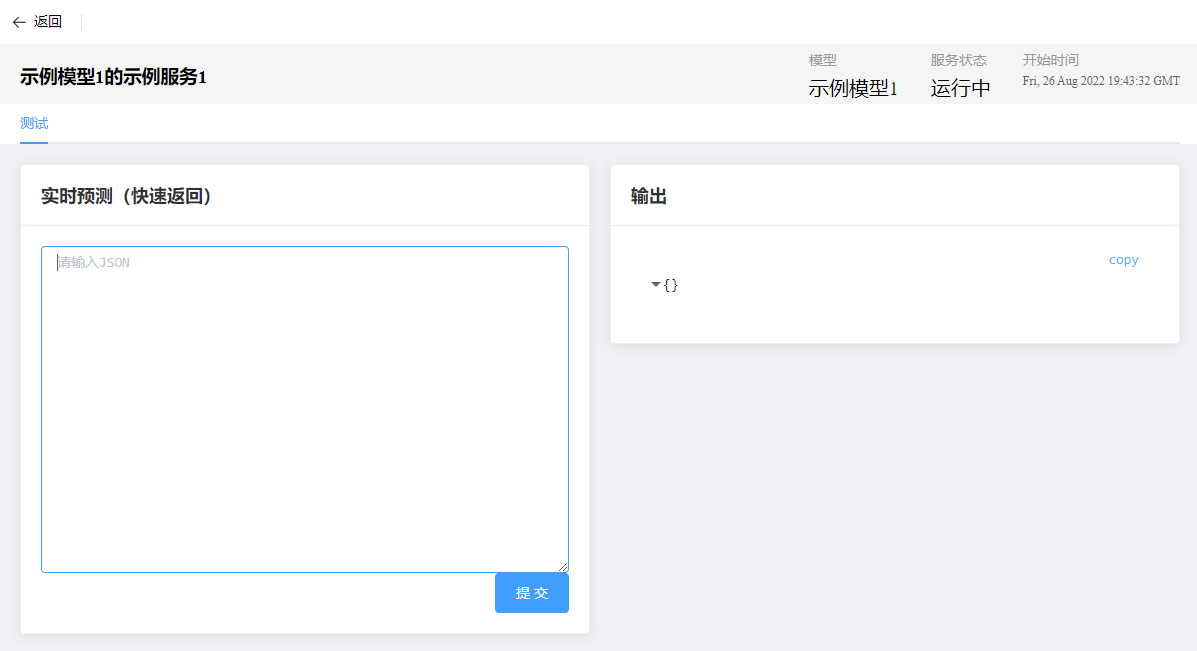 返回
示例模型1的示例服务1
模型
示例模型1
服务状态
运行中
开始时间
Fri, 26 Aug 2022 19:43:32 GMT
测试
实时预测（快速返回）
请输入JSON
提交
输出
copy
{}